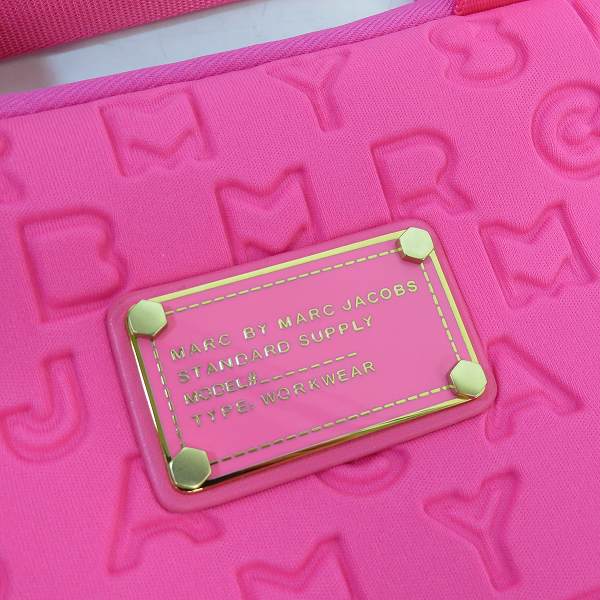 M Y S
B M R C
B M M
MARC BY MARC JACOBS
STANDARD SUPPLY
MODEL#_ _ _ _ _ _ _ _
TYPE: WORKWEAR
J A
M Y